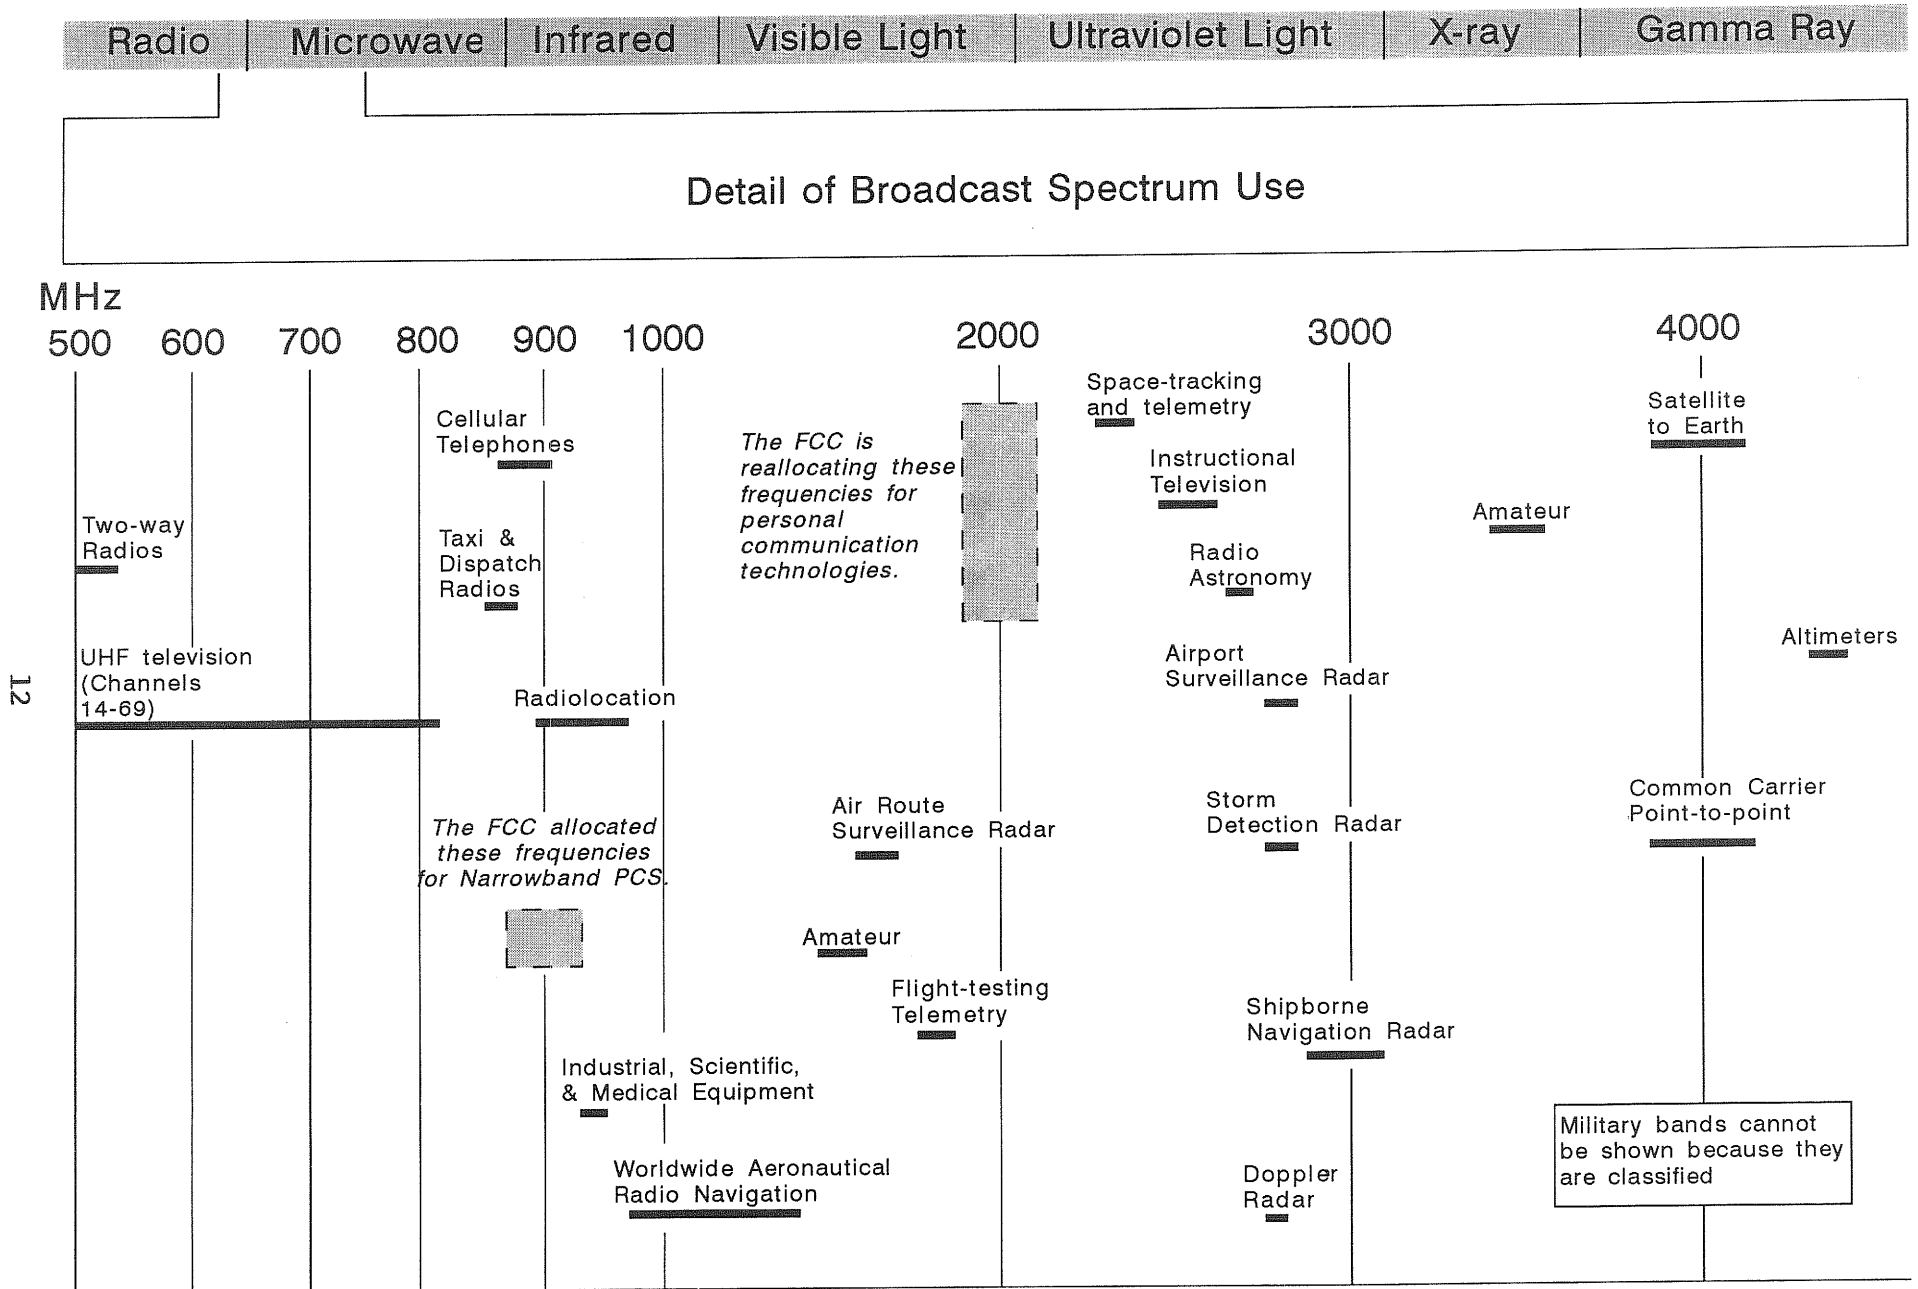 Radio Microwave Infrared Visible Light Ultraviolet Light X-ray Gamma Ray
Detail of Broadcast Spectrum Use
MHz
500 600 700 800 900 1000 2000 3000 4000
Two-way
Radios
UHF television
(Channels
14-69)
Cellular
Telephones
Taxi &
Dispatch
Radios
Radiolocation
The FCC allocated
these frequencies
for Narrowband PCS.
Industrial, Scientific,
& Medical Equipment
Worldwide Aeronautical
Radio Navigation
The FCC is
reallocating these
frequencies for
personal
communication
technologies.
Air Route
Surveillance Radar
Amateur
Flight-testing
Telemetry
Space-tracking
and telemetry
Instructional
Television
Radio
Astronomy
Airport
Surveillance Radar
Storm
Detection Radar
Shipborne
Navigation Radar
Doppler
Radar
Amateur
Satellite
to Earth
Altimeters
Common Carrier
Point-to-point
Military bands cannot
be shown because they
are classified
12